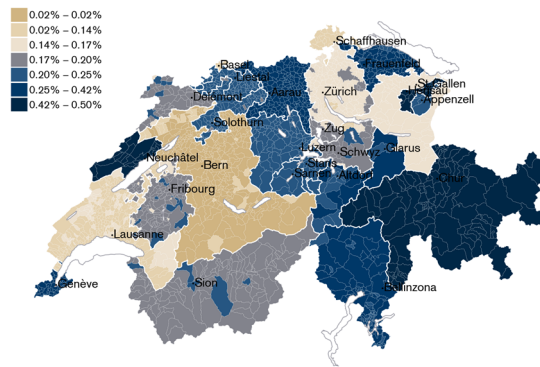 0.02% – 0.02%
0.02% – 0.14%
0.14% – 0.17%
0.17% – 0.20%
0.20% – 0.25%
0.25% – 0.42%
0.42% – 0.50%
Schaffhausen
Basel
Frauenfeld
Liestal
St. Gallen
Herisau
Delémont
Aarau
Zürich
Appenzell
Solothurn
Zug
Luzern
Schwyz
Glarus
Neuchâtel
Bern
Stans
Sarnen
Altdorf
Chur
Fribourg
Lausanne
Genève
Sion
Bellinzona